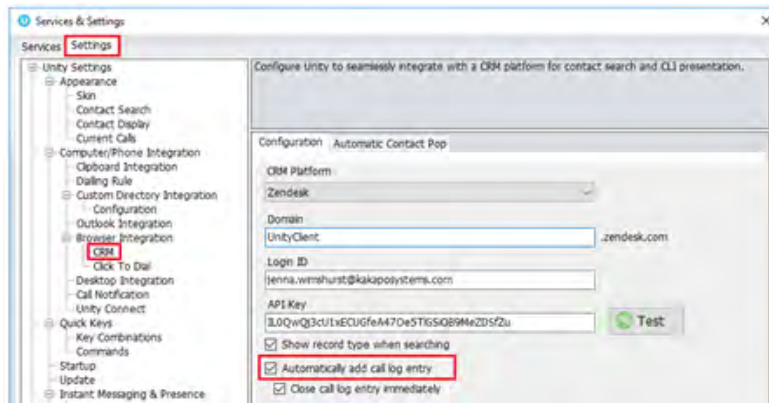 Services & Settings
Services Settings
Unity Settings
Appearance
Skin
Contact Search
Contact Display
Current Calls
Computer/Phone Integration
Clipboard Integration
Dialing Rule
Custom Directory Integration
Configuration
Outlook Integration
Browser Integration
CRM
Click To Dial
Desktop Integration
Call Notification
Unity Connect
Quick Keys
Key Combinations
Commands
Startup
Update
Instant Messaging & Presence
Configure Unity to seamlessly integrate with a CRM platform for contact search and CLI presentation.
Configuration Automatic Contact Pop
CRM Platform
Zendesk
Domain
UnityClient .zendesk.com
Login ID
jenna.wimshurst@kakaposystems.com
API Key
Test
Show record type when searching
Automatically add call log entry
Close call log entry immediately